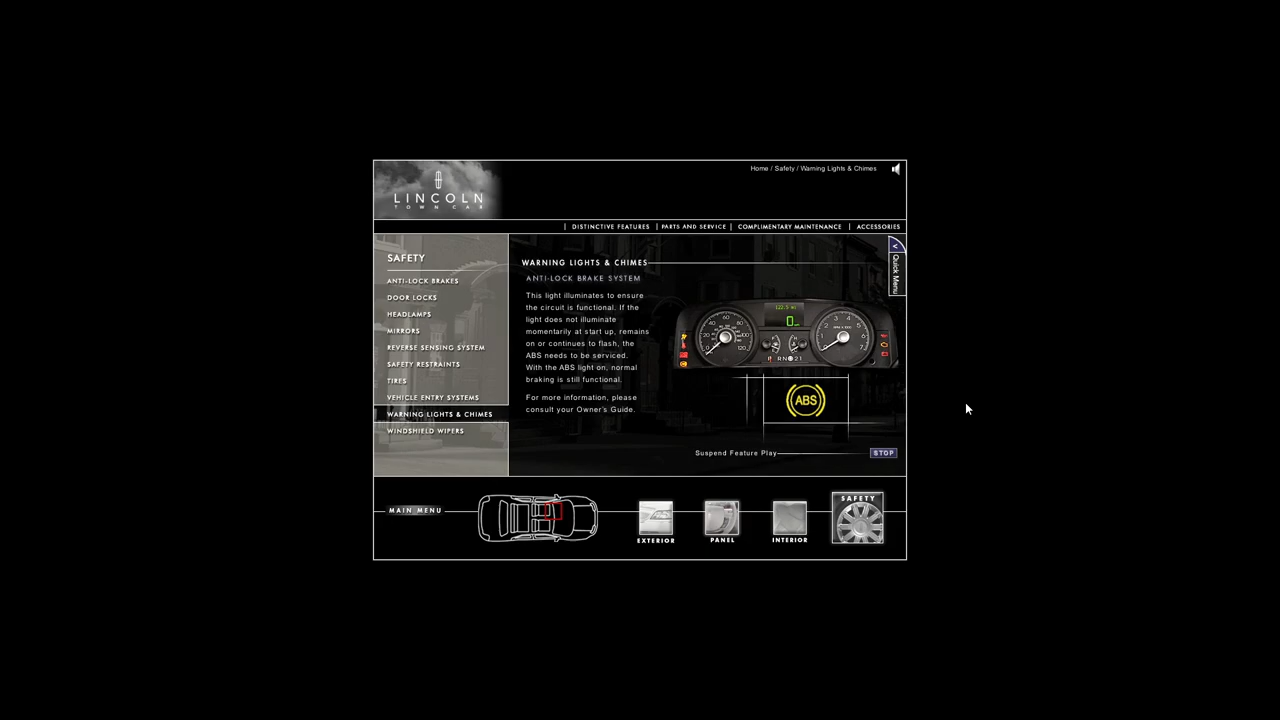 Home / Safety / Warning Lights & Chimes
LINCOLN
TOWN CAR
DISTINCTIVE FEATURES | PARTS AND SERVICE | COMPLIMENTARY MAINTENANCE | ACCESSORIES
Quick Menu
SAFETY
ANTI-LOCK BRAKES
DOOR LOCKS
HEADLAMPS
MIRRORS
REVERSE SENSING SYSTEM
SAFETY RESTRAINTS
TIRES
VEHICLE ENTRY SYSTEMS
WARNING LIGHTS & CHIMES
WINDSHIELD WIPERS
WARNING LIGHTS & CHIMES
ANTI-LOCK BRAKE SYSTEM
This light illuminates to ensure
the circuit is functional. If the
light does not illuminate
momentarily at start up, remains
on or continues to flash, the
ABS needs to be serviced.
With the ABS light on, normal
braking is still functional.
For more information, please
consult your Owner's Guide.
ABS
Suspend Feature Play
STOP
MAIN MENU
EXTERIOR
PANEL
INTERIOR
SAFETY